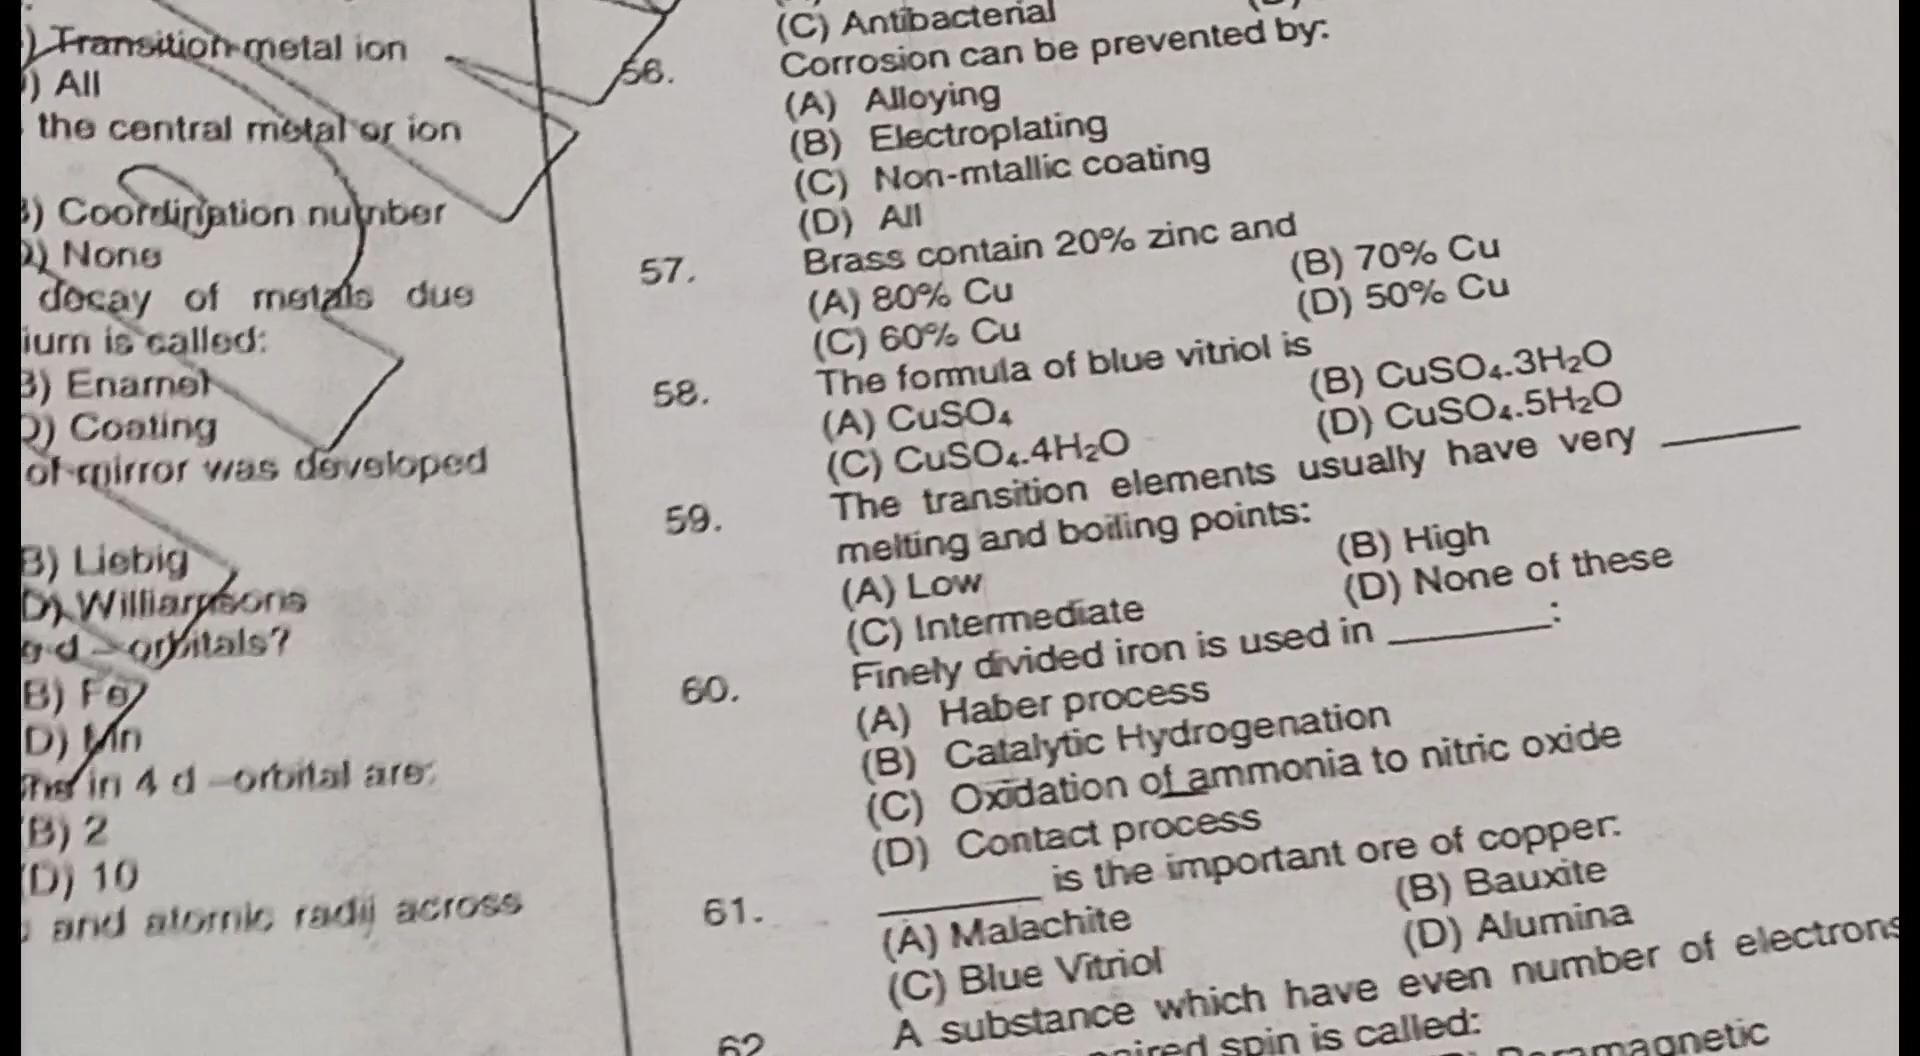 ) Transition metal ion
) All
the central metal or ion
) Coordination number
) None
decay of metals due
ium is called:
B) Enamel
D) Coating
of mirror was developed
B) Liebig
D) Williamsons
d - orbitals?
B) Fe
D) Mn
in 4 d - orbital are:
(B) 2
(D) 10
and atomic radii across
(C) Antibacterial
56. Corrosion can be prevented by:
(A) Alloying
(B) Electroplating
(C) Non-mtallic coating
(D) All
57. Brass contain 20% zinc and
(A) 80% Cu (B) 70% Cu
(C) 60% Cu (D) 50% Cu
58. The formula of blue vitriol is
(A) CuSO₄ (B) CuSO₄.3H₂O
(C) CuSO₄.4H₂O (D) CuSO₄.5H₂O
59. The transition elements usually have very ________
melting and boiling points:
(A) Low (B) High
(C) Intermediate (D) None of these
60. Finely divided iron is used in ________:
(A) Haber process
(B) Catalytic Hydrogenation
(C) Oxidation of ammonia to nitric oxide
(D) Contact process
61. ________ is the important ore of copper:
(A) Malachite (B) Bauxite
(C) Blue Vitriol (D) Alumina
62 A substance which have even number of electrons
spin is called: